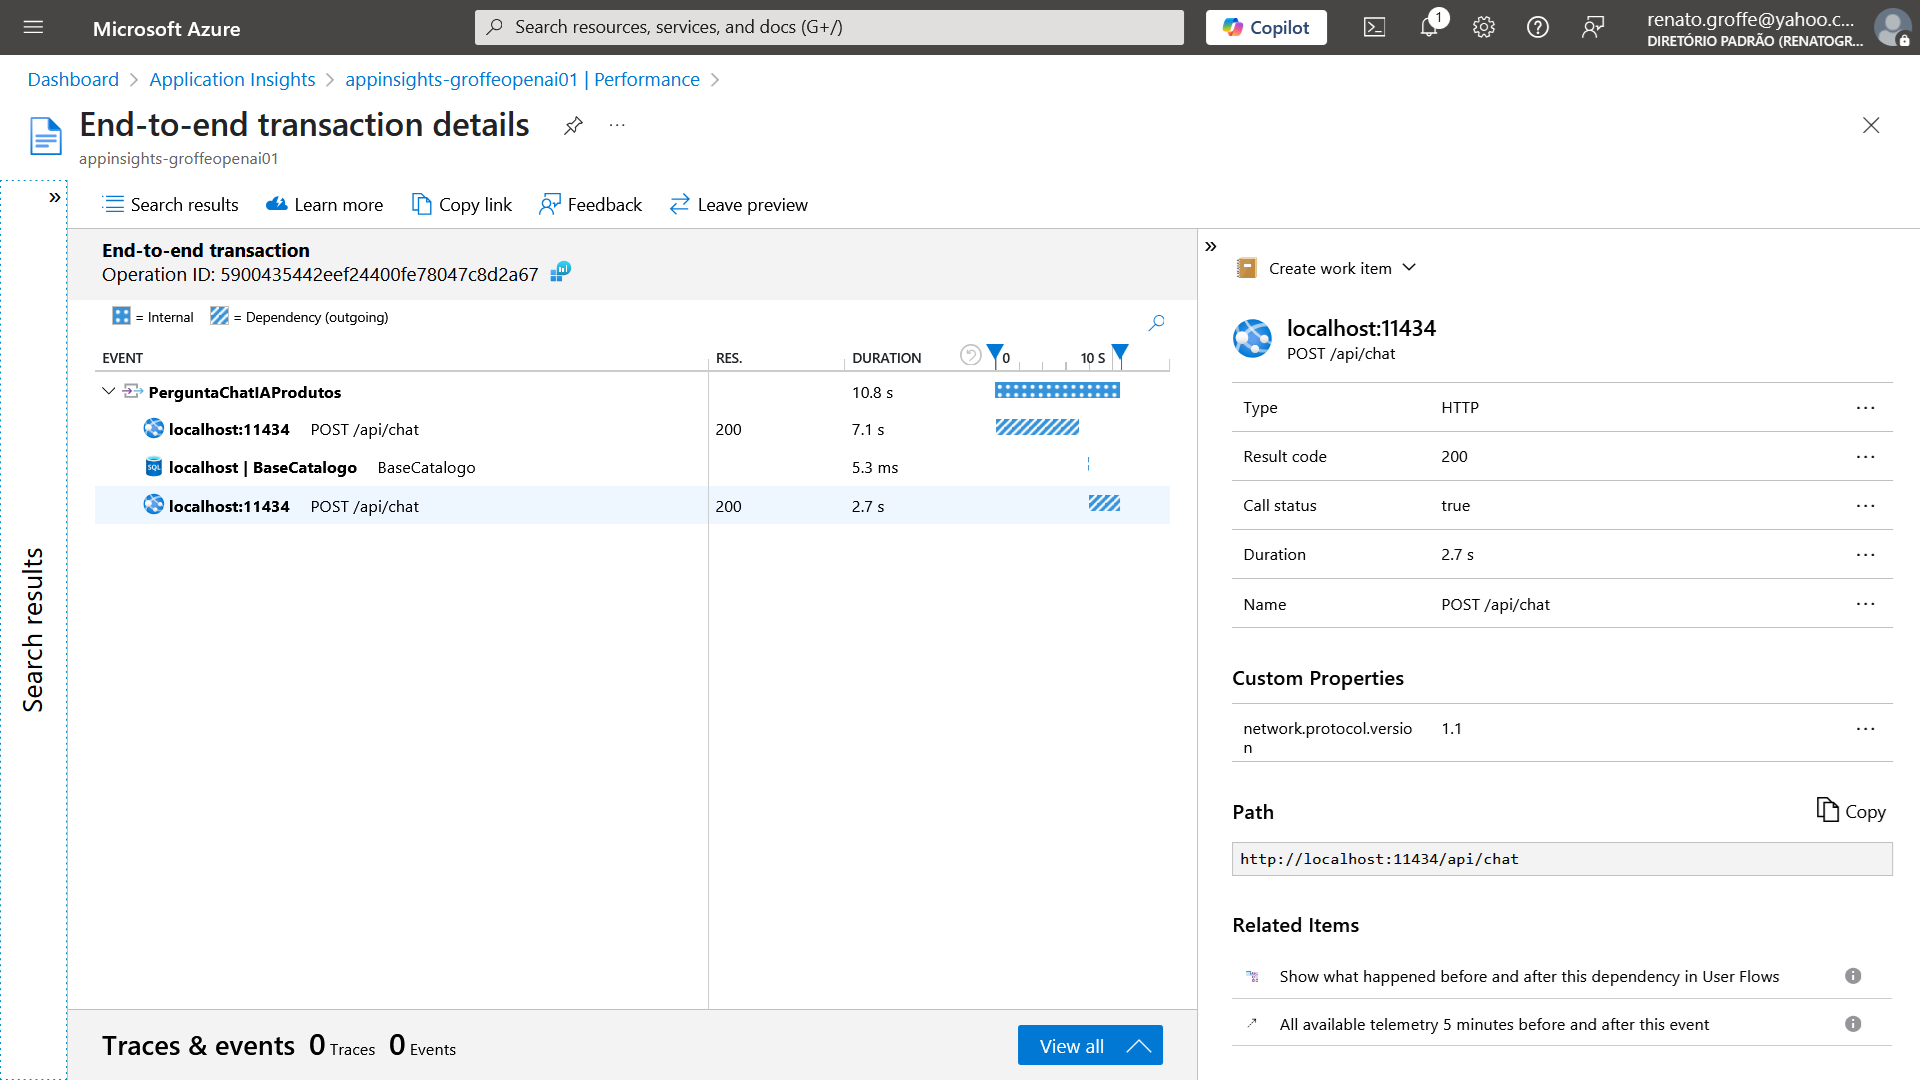 Microsoft Azure
Search resources, services, and docs (G+/)
Copilot
1
renato.groffe@yahoo.c...
DIRETÓRIO PADRÃO (RENATOGR...
Dashboard > Application Insights > appinsights-groffeopenai01 | Performance >
End-to-end transaction details
...
appinsights-groffeopenai01
Search results
Search results
Learn more
Copy link
Feedback
Leave preview
End-to-end transaction
Operation ID: 5900435442eef24400fe78047c8d2a67
= Internal
= Dependency (outgoing)
EVENT RES. DURATION 0 10 S
PerguntaChatIAProdutos 10.8 s
localhost:11434 POST /api/chat 200 7.1 s
SQL localhost | BaseCatalogo BaseCatalogo 5.3 ms
localhost:11434 POST /api/chat 200 2.7 s
Traces & events 0 Traces 0 Events
View all
Create work item
localhost:11434
POST /api/chat
Type HTTP ...
Result code 200 ...
Call status true ...
Duration 2.7 s ...
Name POST /api/chat ...
Custom Properties
network.protocol.versio 1.1 ...
n
Path
Copy
http://localhost:11434/api/chat
Related Items
Show what happened before and after this dependency in User Flows
All available telemetry 5 minutes before and after this event